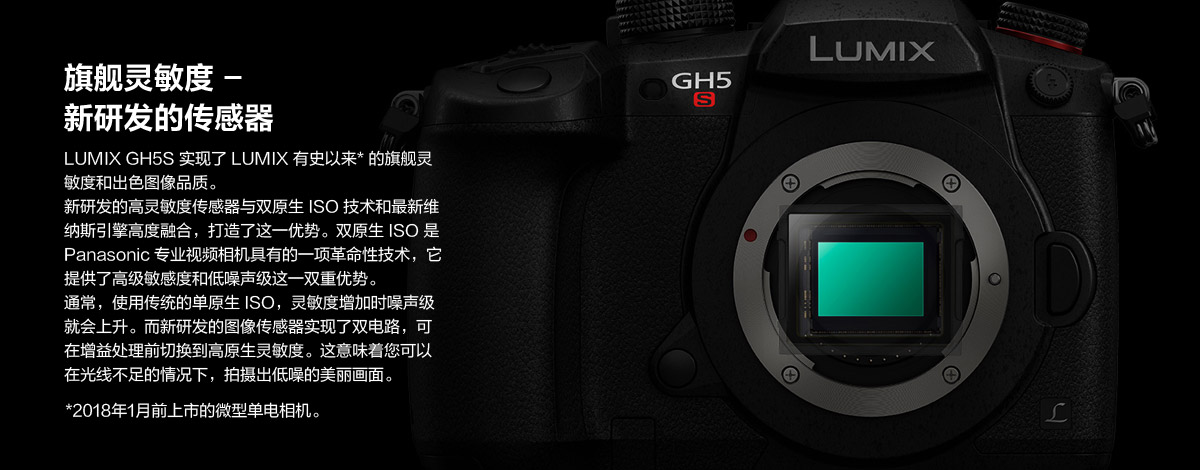 旗舰灵敏度 –
新研发的传感器
LUMIX GH5S 实现了 LUMIX 有史以来* 的旗舰灵
敏度和出色图像品质。
新研发的高灵敏度传感器与双原生 ISO 技术和最新维
纳斯引擎高度融合，打造了这一优势。双原生 ISO 是
Panasonic 专业视频相机具有的一项革命性技术，它
提供了高级敏感度和低噪声级这一双重优势。
通常，使用传统的单原生 ISO，灵敏度增加时噪声级
就会上升。而新研发的图像传感器实现了双电路，可
在增益处理前切换到高原生灵敏度。这意味着您可以
在光线不足的情况下，拍摄出低噪的美丽画面。
*2018年1月前上市的微型单电相机。
LUMIX
GH5
S
L